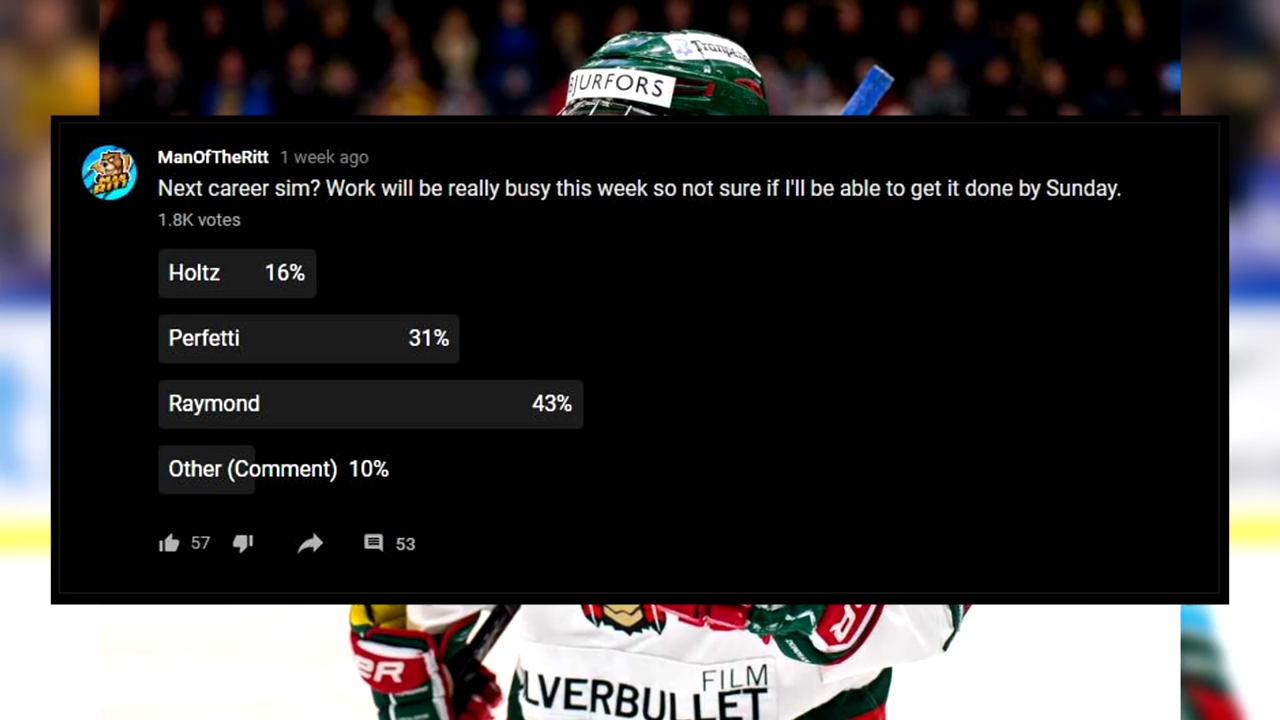 BJURFORS
ManOfTheRitt 1 week ago
Next career sim? Work will be really busy this week so not sure if I'll be able to get it done by Sunday.
1.8K votes
Holtz 16%
Perfetti 31%
Raymond 43%
Other (Comment) 10%
57 53
FILM
LVERBULLET